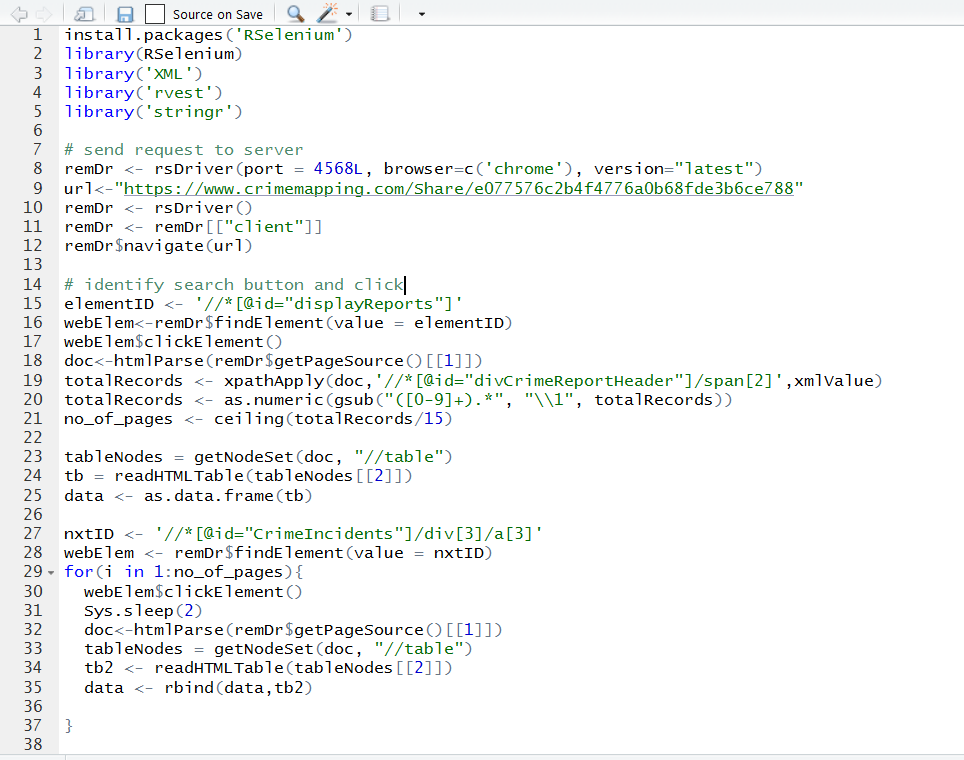 Source on Save
1 install.packages('RSelenium')
2 library(RSelenium)
3 library('XML')
4 library('rvest')
5 library('stringr')
6
7 # send request to server
8 remDr <- rsDriver(port = 4568L, browser=c('chrome'), version="latest")
9 url<-"https://www.crimemapping.com/Share/e077576c2b4f4776a0b68fde3b6ce788"
10 remDr <- rsDriver()
11 remDr <- remDr[["client"]]
12 remDr$navigate(url)
13
14 # identify search button and click
15 elementID <- '//*[@id="displayReports"]'
16 webElem<-remDr$findElement(value = elementID)
17 webElem$clickElement()
18 doc<-htmlParse(remDr$getPageSource()[[1]])
19 totalRecords <- xpathApply(doc,'//*[@id="divCrimeReportHeader"]/span[2]',xmlValue)
20 totalRecords <- as.numeric(gsub("([0-9]+).*", "\\1", totalRecords))
21 no_of_pages <- ceiling(totalRecords/15)
22
23 tableNodes = getNodeSet(doc, "//table")
24 tb = readHTMLTable(tableNodes[[2]])
25 data <- as.data.frame(tb)
26
27 nxtID <- '//*[@id="CrimeIncidents"]/div[3]/a[3]'
28 webElem <- remDr$findElement(value = nxtID)
29 for(i in 1:no_of_pages){
30   webElem$clickElement()
31   Sys.sleep(2)
32   doc<-htmlParse(remDr$getPageSource()[[1]])
33   tableNodes = getNodeSet(doc, "//table")
34   tb2 <- readHTMLTable(tableNodes[[2]])
35   data <- rbind(data,tb2)
36
37 }
38